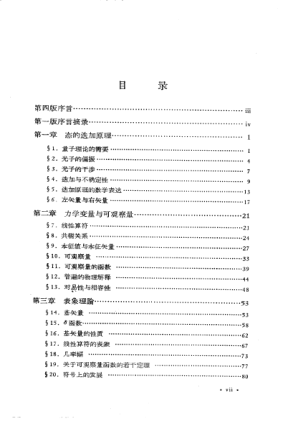 目 录
第四版序言 iii
第一版序言摘录 iv
第一章 态的迭加原理 1
§1. 量子理论的需要 1
§2. 光子的偏振 4
§3. 光子的干涉 7
§4. 迭加与不确定性 9
§5. 迭加原理的数学表达 13
§6. 左矢量与右矢量 17
第二章 力学变量与可观察量 21
§7. 线性算符 21
§8. 共轭关系 24
§9. 本征值与本征矢量 27
§10. 可观察量 33
§11. 可观察量的函数 39
§12. 普遍的物理解释 44
§13. 对易性与相容性 48
第三章 表象理论 53
§14. 基矢量 53
§15. δ函数 58
§16. 基矢量的性质 62
§17. 线性算符的表象 67
§18. 几率幅 73
§19. 关于可观察量函数的若干定理 77
§20. 符号上的发展 80
• vii •